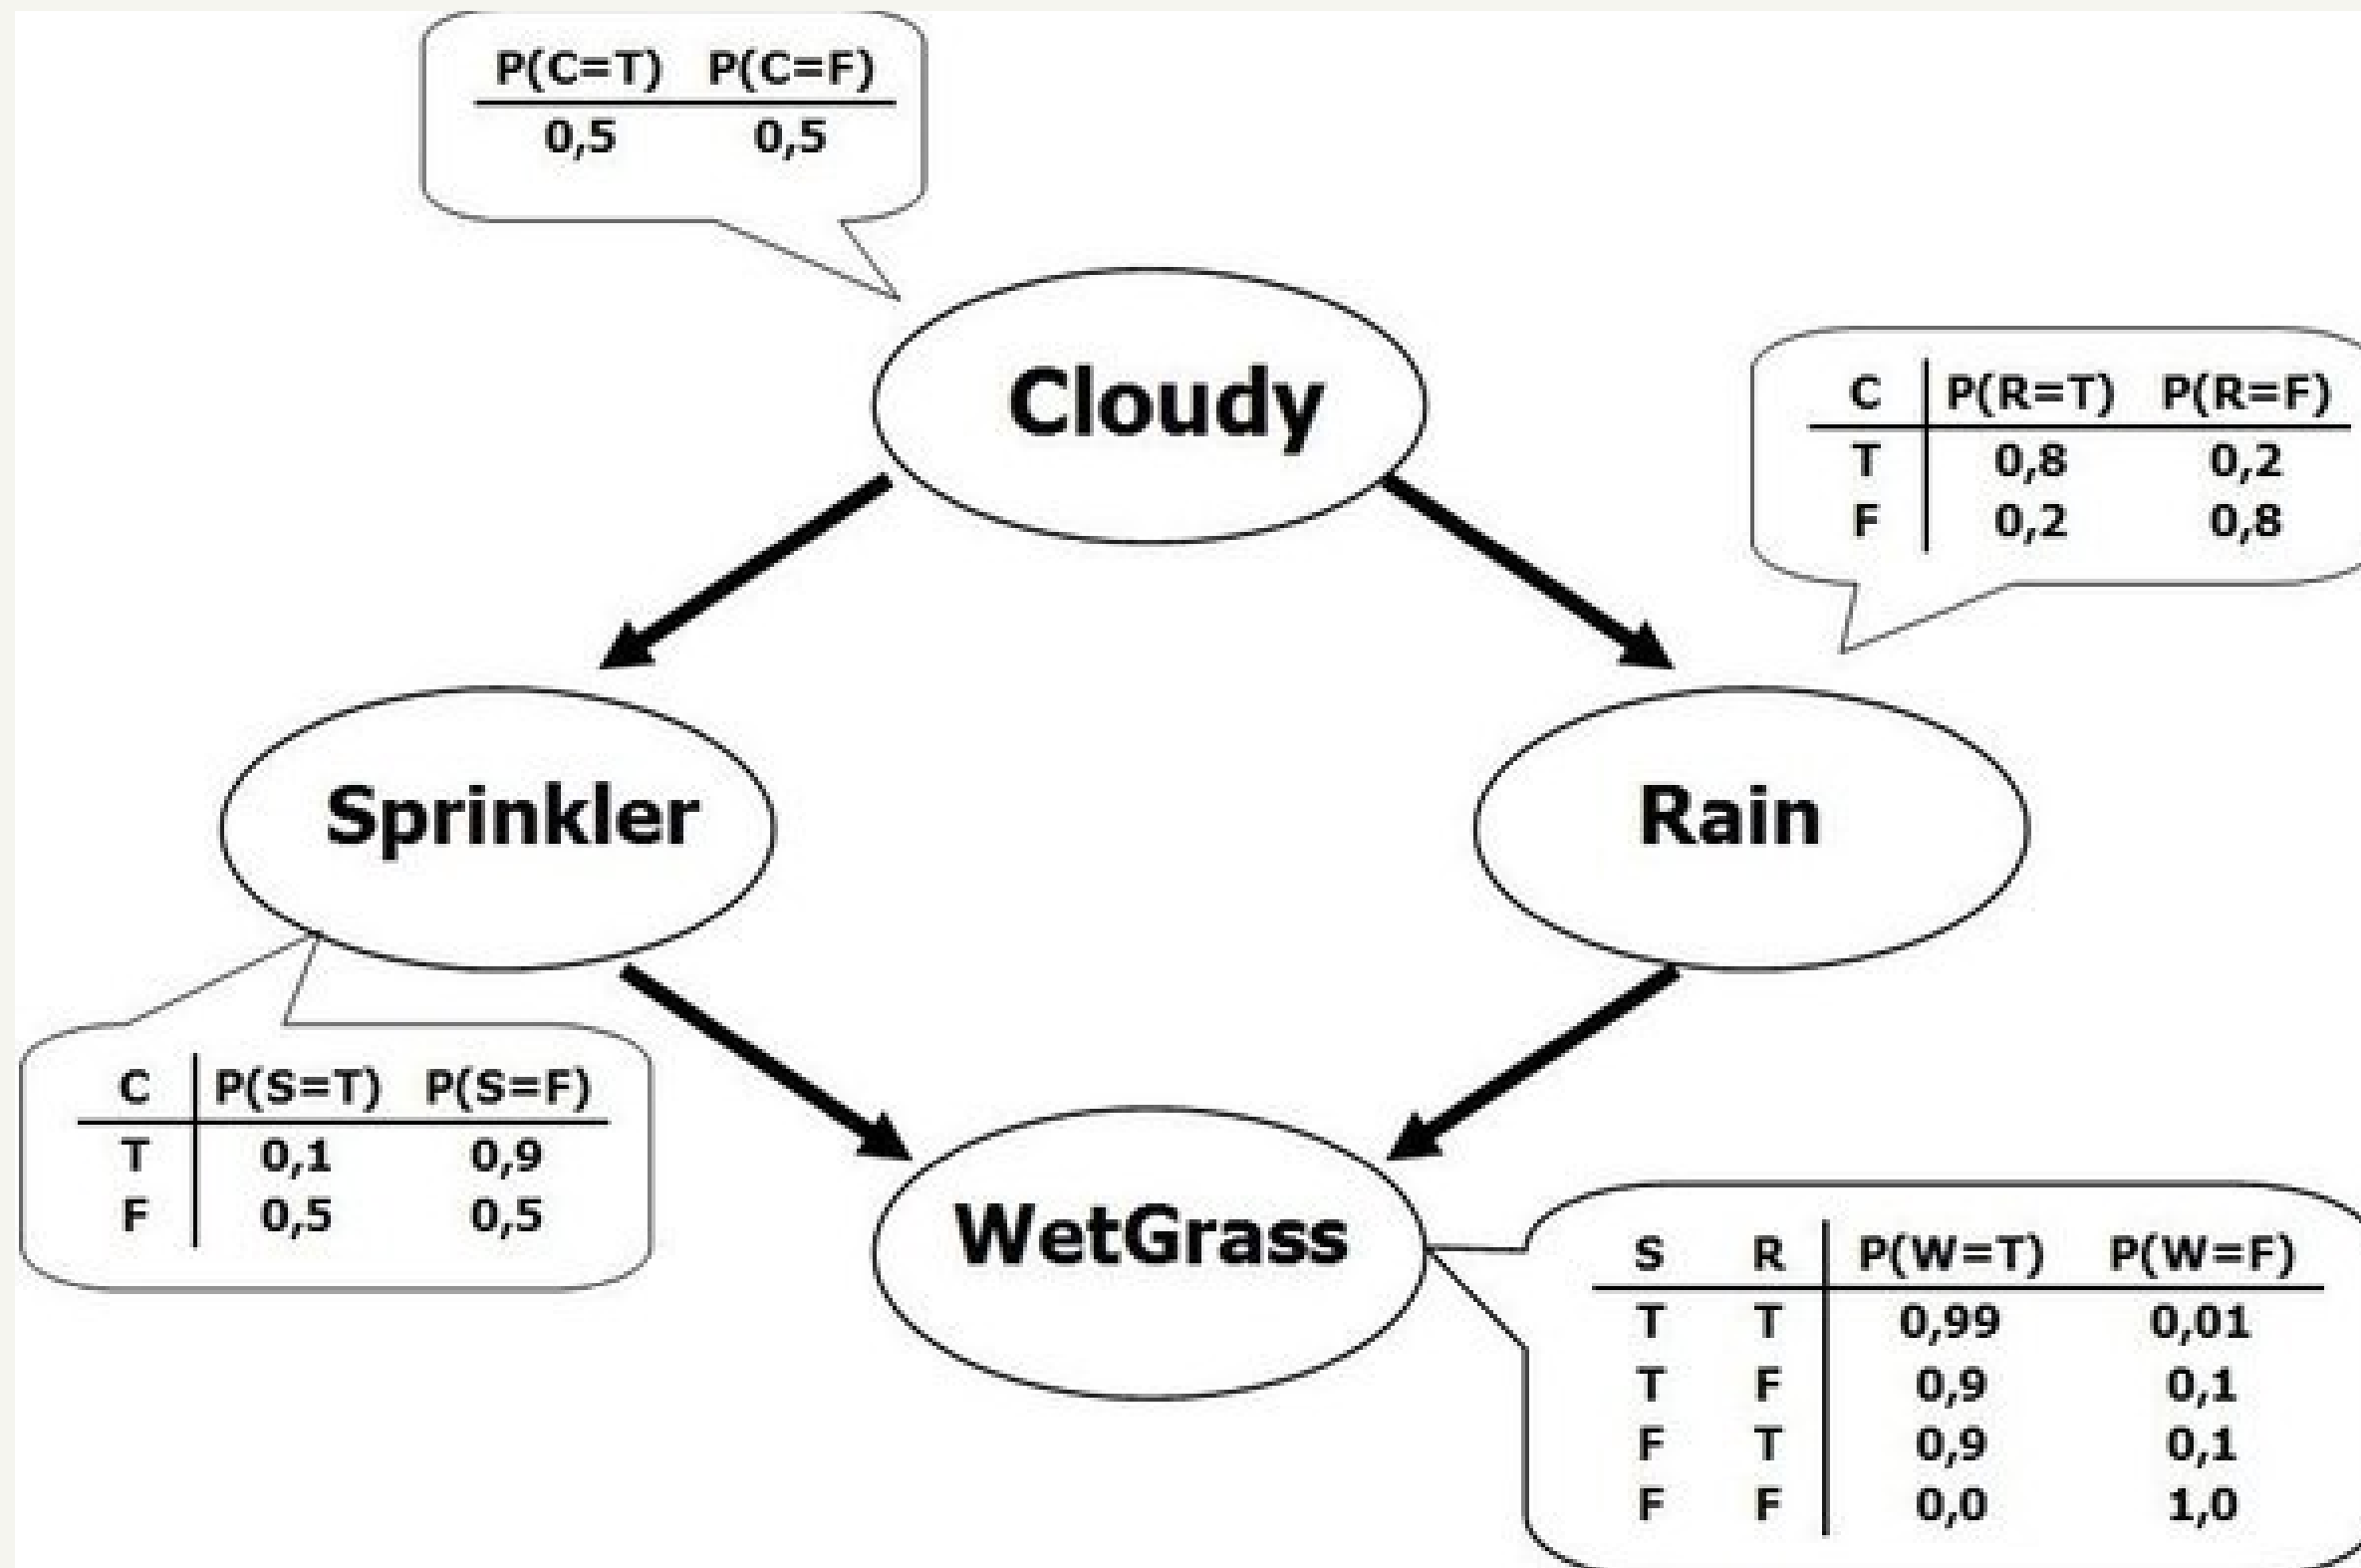 P(C=T) P(C=F)
0,5 0,5
Cloudy
C P(R=T) P(R=F)
T 0,8 0,2
F 0,2 0,8
Sprinkler
Rain
C P(S=T) P(S=F)
T 0,1 0,9
F 0,5 0,5
WetGrass
S R P(W=T) P(W=F)
T T 0,99 0,01
T F 0,9 0,1
F T 0,9 0,1
F F 0,0 1,0